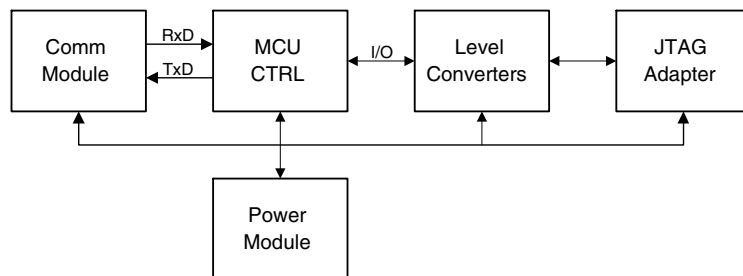 Comm
Module
RxD
TxD
MCU
CTRL
I/O
Level
Converters
JTAG
Adapter
Power
Module